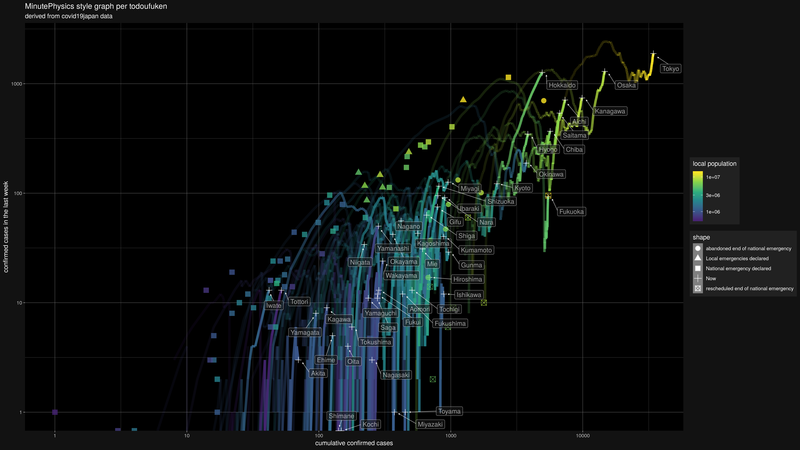 MinutePhysics style graph per todoufuken
derived from covid19japan data
confirmed cases in the last week
1000
100
10
1
1
10
100
1000
10000
cumulative confirmed cases
Tokyo
Hokkaido
Osaka
Kanagawa
Aichi
Saitama
Hyogo
Chiba
Okinawa
Miyagi
Kyoto
Shizuoka
Ibaraki
Fukuoka
Gifu
Nara
Nagano
Shiga
Kagoshima
Yamanashi
Niigata
Kumamoto
Okayama
Mie
Gunma
Wakayama
Hiroshima
Iwate
Tottori
Ishikawa
Aomori
Tochigi
Yamaguchi
Kagawa
Fukui
Fukushima
Saga
Yamagata
Tokushima
Ehime
Oita
Akita
Nagasaki
Shimane
Toyama
Kochi
Miyazaki
local population
1e+07
3e+06
1e+06
shape
abandoned end of national emergency
Local emergencies declared
National emergency declared
Now
rescheduled end of national emergency